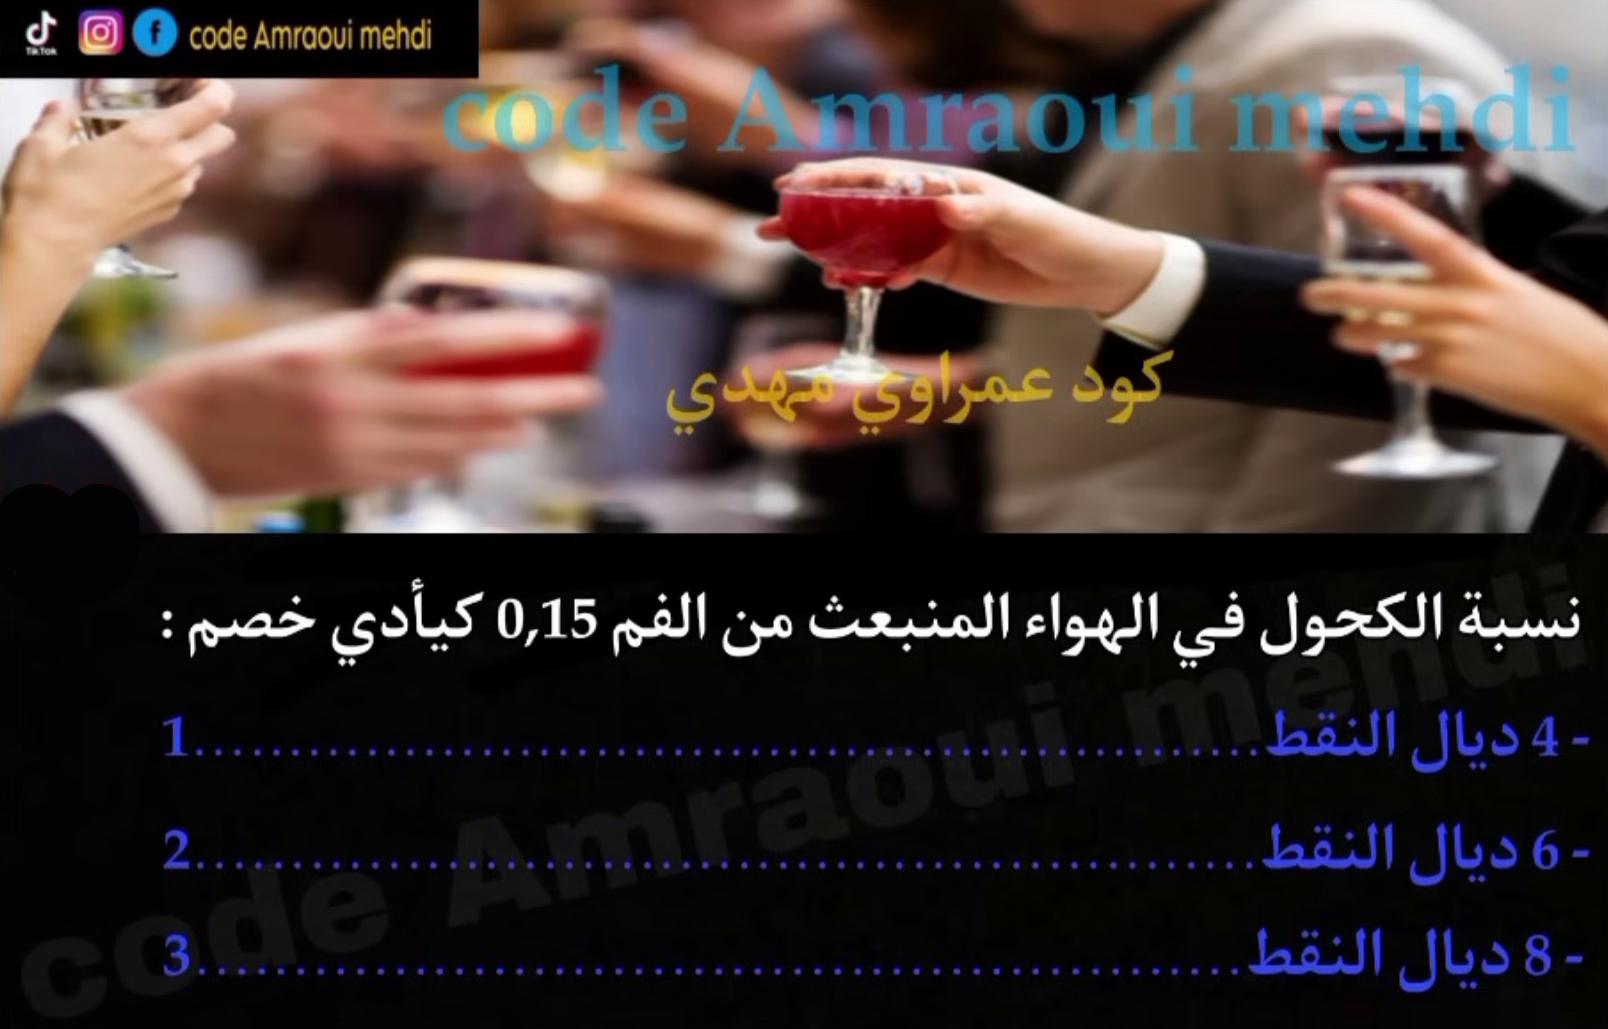 TikTok
code Amraoui mehdi
code Amraoui mehdi
كود عمراوي مهدي
نسبة الكحول في الهواء المنبعث من الفم 0,15 كيأدي خصم :
- 4 ديال النقط......................................................1
- 6 ديال النقط......................................................2
- 8 ديال النقط......................................................3
code Amraoui mehdi